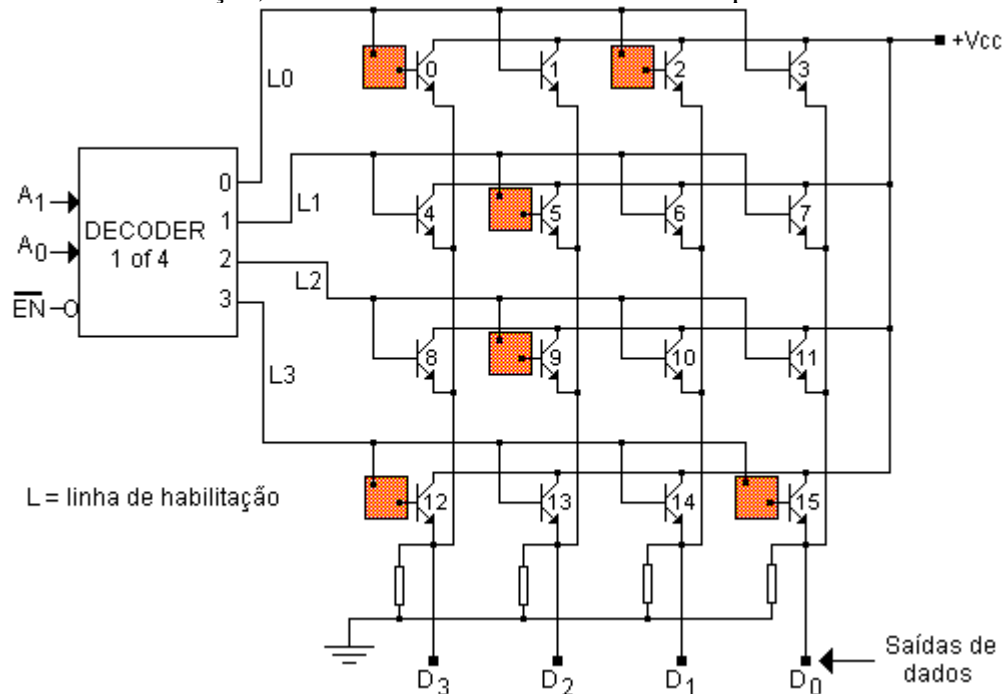 +Vcc
L0
0
1
2
3
A1
A0
EN
DECODER
1 of 4
0
1
2
3
L1
4
5
6
7
L2
8
9
10
11
L3
L = linha de habilitação
12
13
14
15
D3
D2
D1
D0
Saídas de
dados